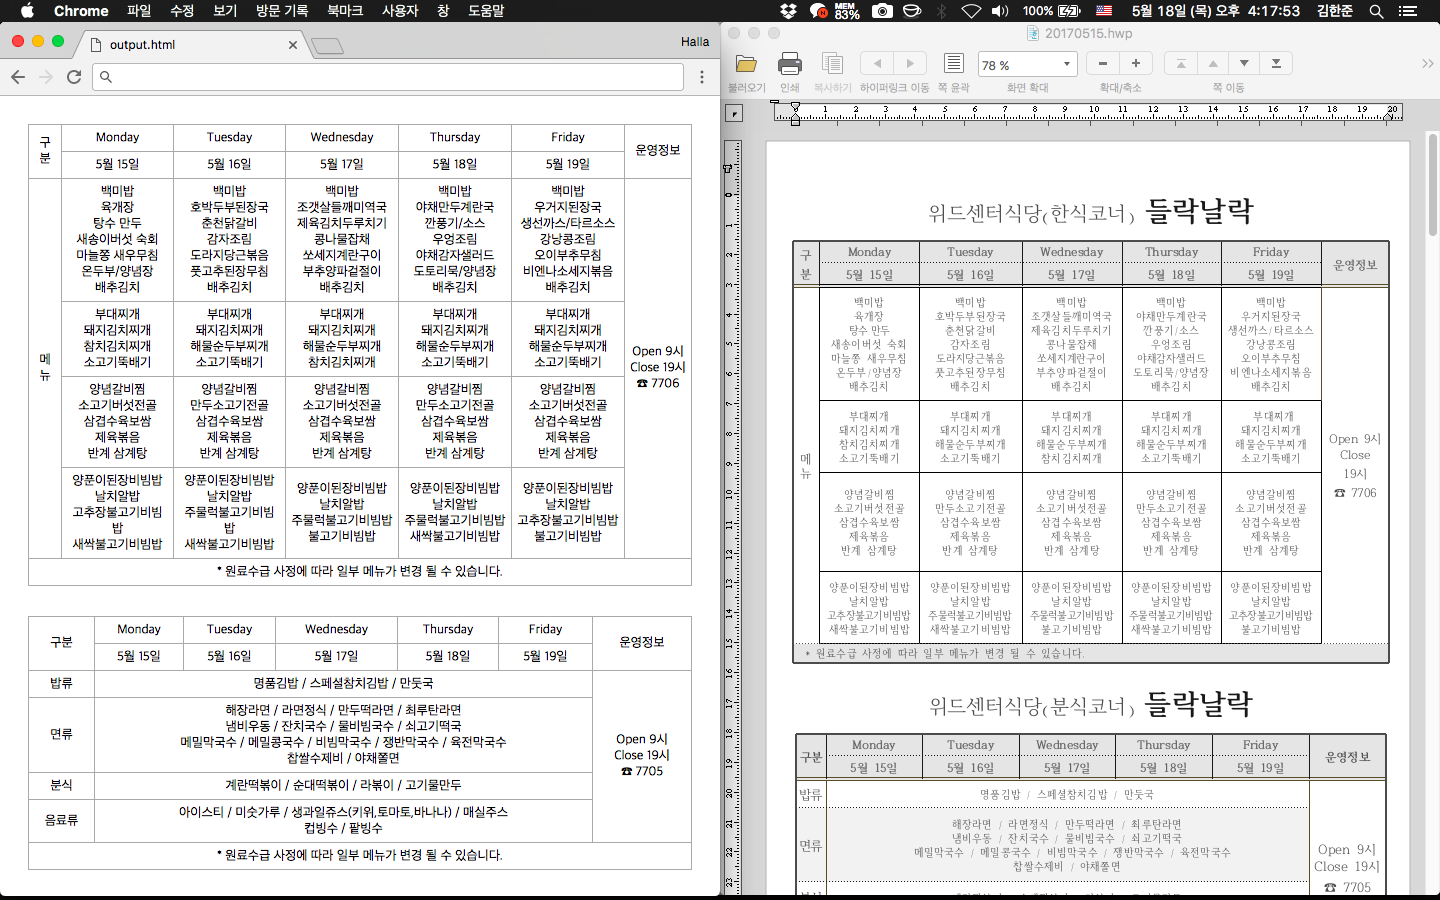 Chrome 파일 수정 보기 방문 기록 북마크 사용자 창 도움말 MEM 83% 100% 5월 18일 (목) 오후 4:17:53 김한준
output.html
Halla
구분 Monday Tuesday Wednesday Thursday Friday 운영정보
5월 15일 5월 16일 5월 17일 5월 18일 5월 19일
메뉴
백미밥 백미밥 백미밥 백미밥 백미밥
육개장 호박두부된장국 조갯살들깨미역국 야채만두계란국 우거지된장국
탕수 만두 춘천닭갈비 제육김치두루치기 깐풍기/소스 생선까스/타르소스
새송이버섯 숙회 감자조림 콩나물잡채 우엉조림 강낭콩조림
마늘쫑 새우무침 도라지당근볶음 쏘세지계란구이 야채감자샐러드 오이부추무침
온두부/양념장 풋고추된장무침 부추양파겉절이 도토리묵/양념장 비엔나소세지볶음
배추김치 배추김치 배추김치 배추김치 배추김치
부대찌개 부대찌개 부대찌개 부대찌개 부대찌개
돼지김치찌개 돼지김치찌개 돼지김치찌개 돼지김치찌개 돼지김치찌개
참치김치찌개 해물순두부찌개 해물순두부찌개 해물순두부찌개 해물순두부찌개
소고기뚝배기 소고기뚝배기 참치김치찌개 소고기뚝배기 소고기뚝배기
Open 9시
Close 19시
☎ 7706
양념갈비찜 양념갈비찜 양념갈비찜 양념갈비찜 양념갈비찜
소고기버섯전골 만두소고기전골 소고기버섯전골 만두소고기전골 소고기버섯전골
삼겹수육보쌈 삼겹수육보쌈 삼겹수육보쌈 삼겹수육보쌈 삼겹수육보쌈
제육볶음 제육볶음 제육볶음 제육볶음 제육볶음
반계 삼계탕 반계 삼계탕 반계 삼계탕 반계 삼계탕 반계 삼계탕
양푼이된장비빔밥 양푼이된장비빔밥 양푼이된장비빔밥 양푼이된장비빔밥 양푼이된장비빔밥
날치알밥 날치알밥 날치알밥 날치알밥 날치알밥
고추장불고기비빔밥 주물럭불고기비빔밥 주물럭불고기비빔밥 주물럭불고기비빔밥 고추장불고기비빔밥
새싹불고기비빔밥 새싹불고기비빔밥 불고기비빔밥 새싹불고기비빔밥 불고기비빔밥
* 원료수급 사정에 따라 일부 메뉴가 변경 될 수 있습니다.
구분 Monday Tuesday Wednesday Thursday Friday 운영정보
5월 15일 5월 16일 5월 17일 5월 18일 5월 19일
밥류 명품김밥 / 스페셜참치김밥 / 만둣국
면류 해장라면 / 라면정식 / 만두떡라면 / 최루탄라면
냄비우동 / 잔치국수 / 물비빔국수 / 쇠고기떡국
메밀막국수 / 메밀콩국수 / 비빔막국수 / 쟁반막국수 / 육전막국수
찹쌀수제비 / 야채쫄면
Open 9시
Close 19시
☎ 7705
분식 계란떡볶이 / 순대떡볶이 / 라볶이 / 고기물만두
음료류 아이스티 / 미숫가루 / 생과일쥬스(키위,토마토,바나나) / 매실주스
컵빙수 / 팥빙수
* 원료수급 사정에 따라 일부 메뉴가 변경 될 수 있습니다.
20170515.hwp
78 %
불러오기 인쇄 복사하기 하이퍼링크 이동 쪽 윤곽 화면 확대 확대/축소 쪽 이동
1 2 3 4 5 6 7 8 9 10 11 12 13 14 15 16 17 18 19 20
위드센터식당(한식코너) 들락날락
구분 Monday Tuesday Wednesday Thursday Friday 운영정보
5월 15일 5월 16일 5월 17일 5월 18일 5월 19일
메뉴
백미밥 백미밥 백미밥 백미밥 백미밥
육개장 호박두부된장국 조갯살들깨미역국 야채만두계란국 우거지된장국
탕수 만두 춘천닭갈비 제육김치두루치기 깐풍기/소스 생선까스/타르소스
새송이버섯 숙회 감자조림 콩나물잡채 우엉조림 강낭콩조림
마늘쫑 새우무침 도라지당근볶음 쏘세지계란구이 야채감자샐러드 오이부추무침
온두부/양념장 풋고추된장무침 부추양파겉절이 도토리묵/양념장 비엔나소세지볶음
배추김치 배추김치 배추김치 배추김치 배추김치
부대찌개 부대찌개 부대찌개 부대찌개 부대찌개
돼지김치찌개 돼지김치찌개 돼지김치찌개 돼지김치찌개 돼지김치찌개
참치김치찌개 해물순두부찌개 해물순두부찌개 해물순두부찌개 해물순두부찌개
소고기뚝배기 소고기뚝배기 참치김치찌개 소고기뚝배기 소고기뚝배기
Open 9시
Close
19시
☎ 7706
양념갈비찜 양념갈비찜 양념갈비찜 양념갈비찜 양념갈비찜
소고기버섯전골 만두소고기전골 소고기버섯전골 만두소고기전골 소고기버섯전골
삼겹수육보쌈 삼겹수육보쌈 삼겹수육보쌈 삼겹수육보쌈 삼겹수육보쌈
제육볶음 제육볶음 제육볶음 제육볶음 제육볶음
반계 삼계탕 반계 삼계탕 반계 삼계탕 반계 삼계탕 반계 삼계탕
양푼이된장비빔밥 양푼이된장비빔밥 양푼이된장비빔밥 양푼이된장비빔밥 양푼이된장비빔밥
날치알밥 날치알밥 날치알밥 날치알밥 날치알밥
고추장불고기비빔밥 주물럭불고기비빔밥 주물럭불고기비빔밥 주물럭불고기비빔밥 고추장불고기비빔밥
새싹불고기비빔밥 새싹불고기비빔밥 불고기비빔밥 새싹불고기비빔밥 불고기비빔밥
* 원료수급 사정에 따라 일부 메뉴가 변경 될 수 있습니다.
위드센터식당(분식코너) 들락날락
구분 Monday Tuesday Wednesday Thursday Friday 운영정보
5월 15일 5월 16일 5월 17일 5월 18일 5월 19일
밥류 명품김밥 / 스페셜참치김밥 / 만둣국
면류 해장라면 / 라면정식 / 만두떡라면 / 최루탄라면
냄비우동 / 잔치국수 / 물비빔국수 / 쇠고기떡국
메밀막국수 / 메밀콩국수 / 비빔막국수 / 쟁반막국수 / 육전막국수
찹쌀수제비 / 야채쫄면
Open 9시
Close 19시
☎ 7705